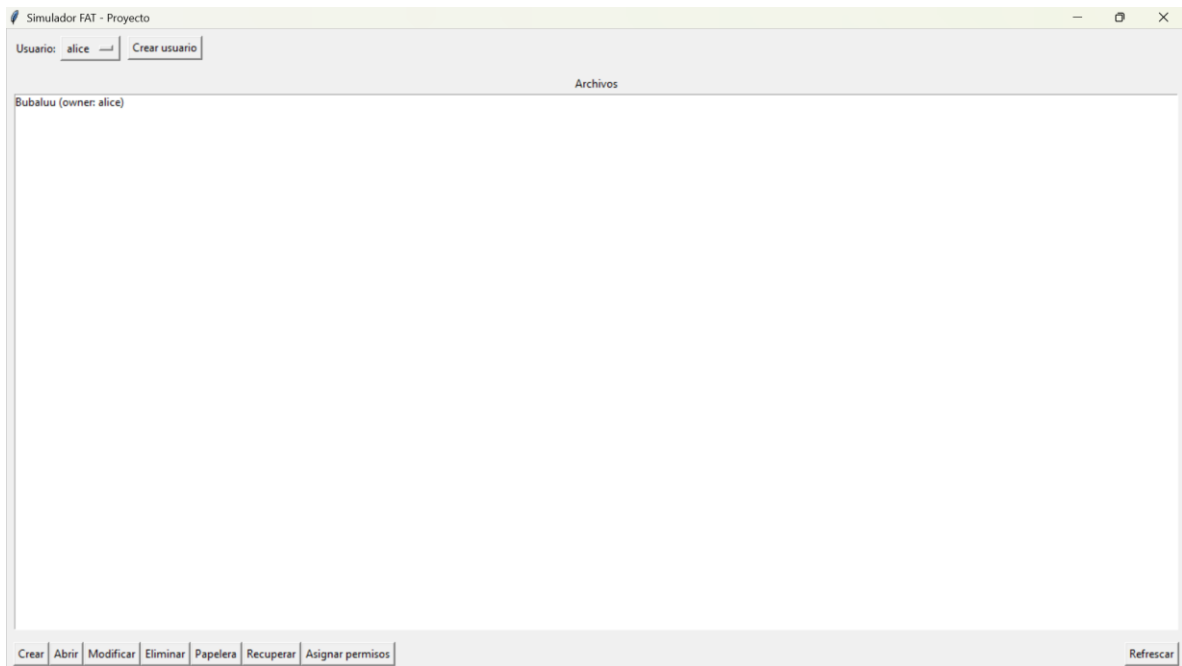 Simulador FAT - Proyecto
Usuario: alice Crear usuario
Archivos
Bubaluu (owner: alice)
Crear Abrir Modificar Eliminar Papelera Recuperar Asignar permisos Refrescar